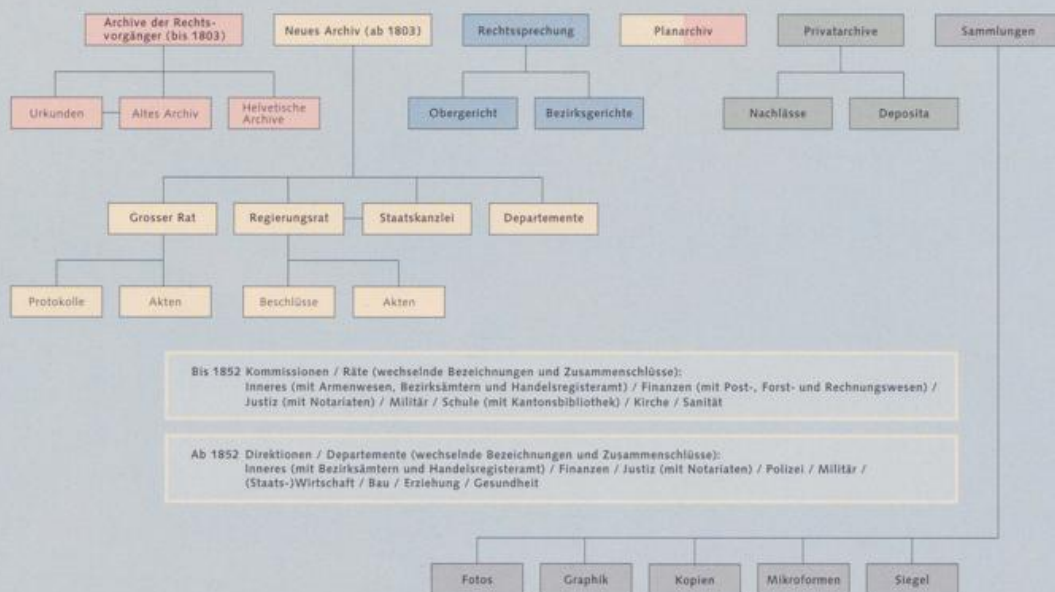 Archive der Rechts-
vorgänger (bis 1803)
Neues Archiv (ab 1803)
Rechtssprechung
Planarchiv
Privatarchive
Sammlungen
Urkunden
Altes Archiv
Helvetische
Archive
Obergericht
Bezirksgerichte
Nachlässe
Deposita
Grosser Rat
Regierungsrat
Staatskanzlei
Departemente
Protokolle
Akten
Beschlüsse
Akten
Bis 1852 Kommissionen / Räte (wechselnde Bezeichnungen und Zusammenschlüsse):
Inneres (mit Armenwesen, Bezirksämtern und Handelsregisteramt) / Finanzen (mit Post-, Forst- und Rechnungswesen) /
Justiz (mit Notariaten) / Militär / Schule (mit Kantonsbibliothek) / Kirche / Sanität
Ab 1852 Direktionen / Departemente (wechselnde Bezeichnungen und Zusammenschlüsse):
Inneres (mit Bezirksämtern und Handelsregisteramt) / Finanzen / Justiz (mit Notariaten) / Polizei / Militär /
(Staats-)Wirtschaft / Bau / Erziehung / Gesundheit
Fotos
Graphik
Kopien
Mikroformen
Siegel